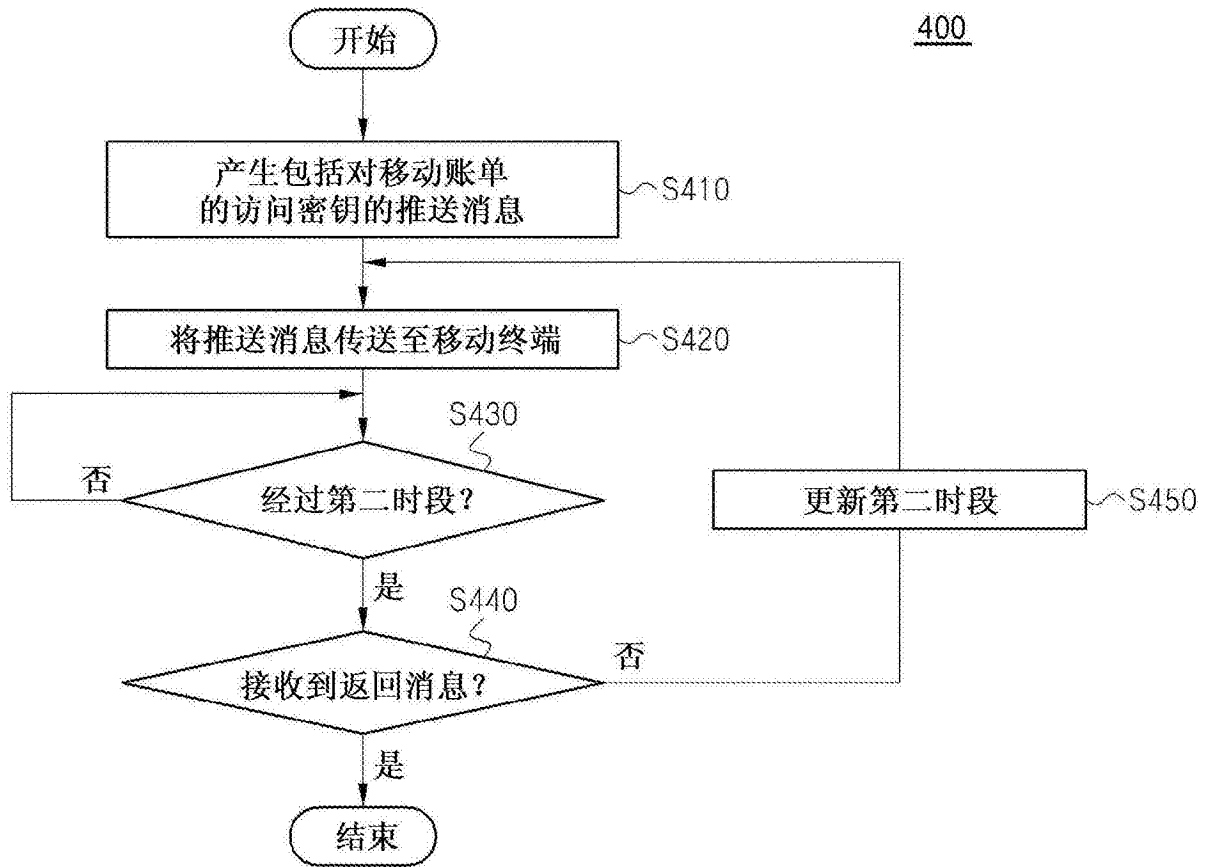 开始
400
产生包括对移动账单
的访问密钥的推送消息
S410
将推送消息传送至移动终端
S420
S430
否
经过第二时段?
更新第二时段
S450
是
S440
否
接收到返回消息?
是
结束